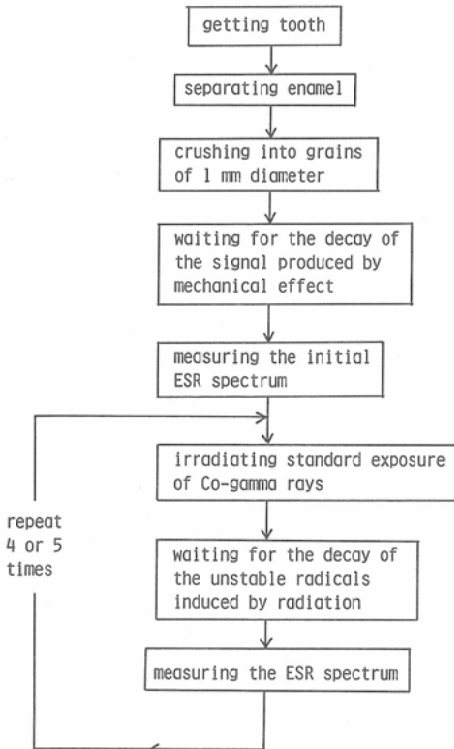 getting tooth
separating enamel
crushing into grains
of 1 mm diameter
waiting for the decay of
the signal produced by
mechanical effect
measuring the initial
ESR spectrum
irradiating standard exposure
of Co-gamma rays
repeat
4 or 5
times
waiting for the decay of
the unstable radicals
induced by radiation
measuring the ESR spectrum